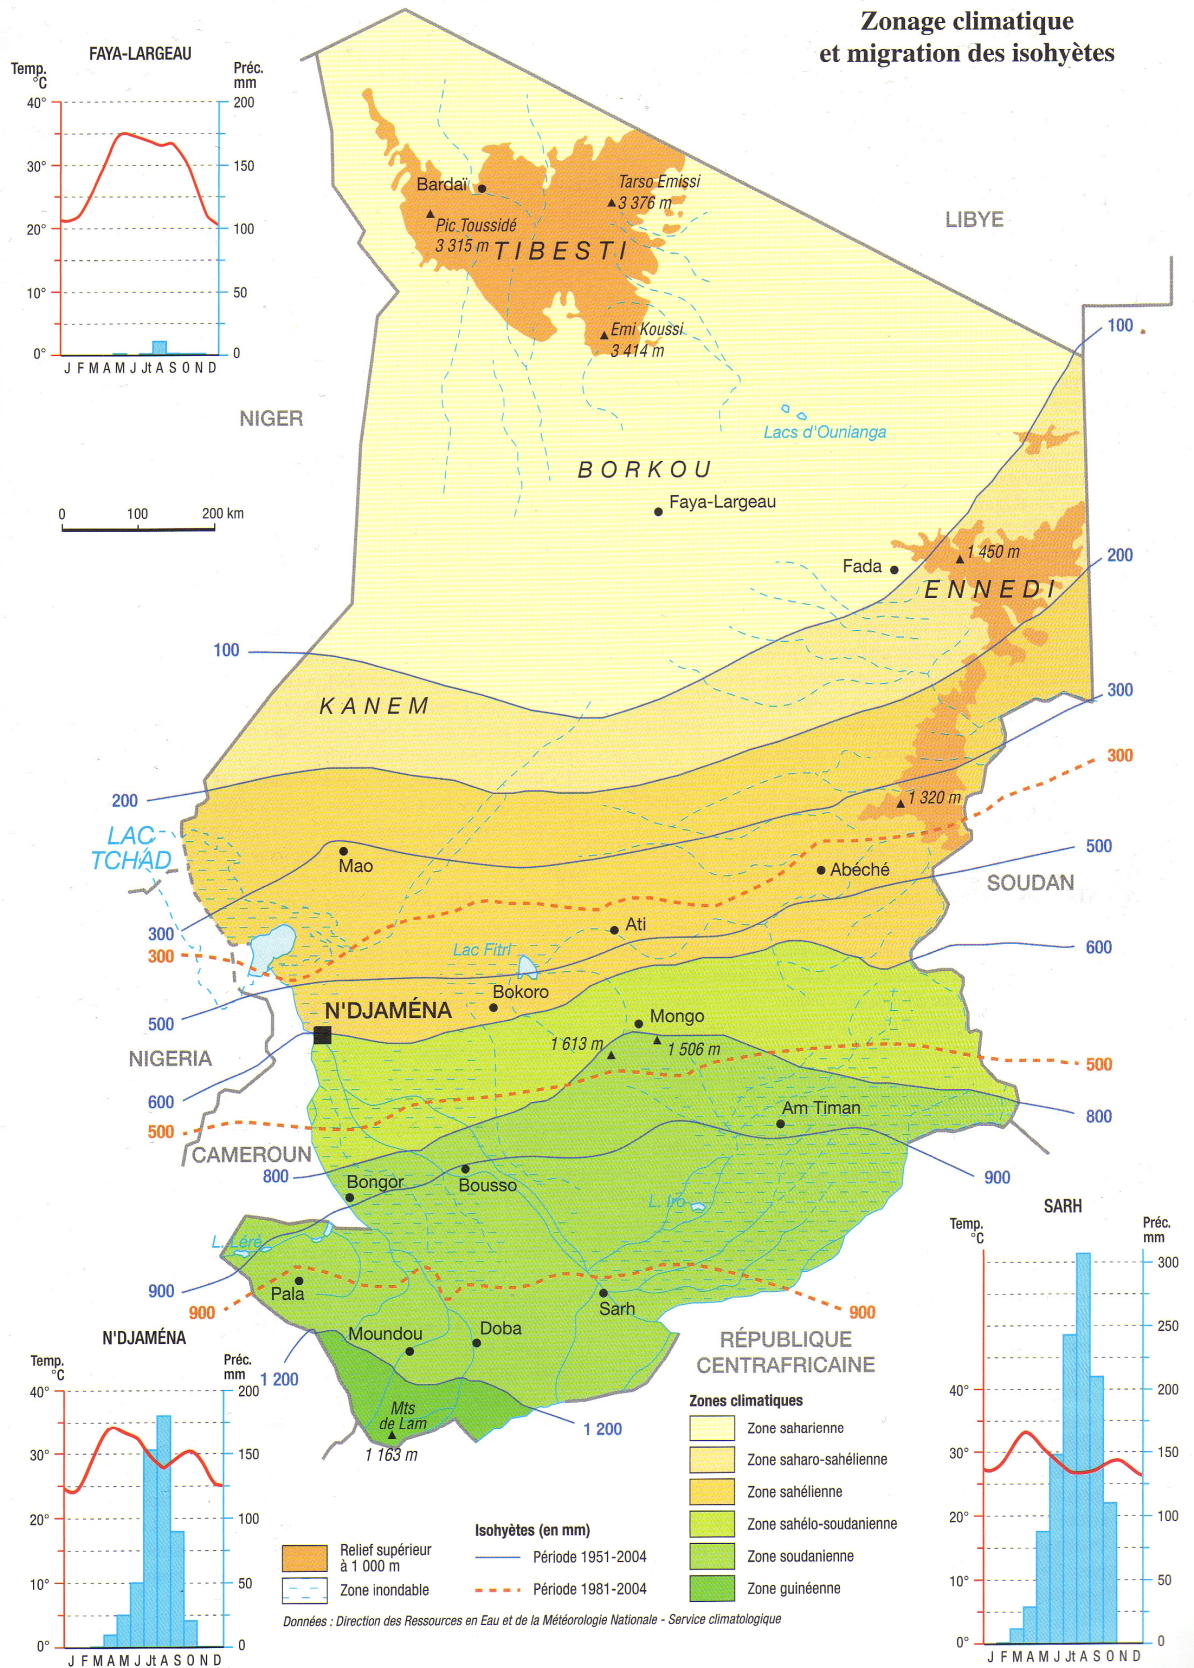 Zonage climatique
et migration des isohyètes
FAYA-LARGEAU
Temp.
°C
Préc.
mm
40°
30°
20°
10°
0°
200
150
100
50
0
J F M A M J Jt A S O N D
LIBYE
Bardaï
Tarso Emissi
3 376 m
Pic Toussidé
3 315 m
TIBESTI
Emi Koussi
3 414 m
100
NIGER
Lacs d'Ounianga
BORKOU
Faya-Largeau
0 100 200 km
1 450 m
200
Fada
ENNEDI
100
300
KANEM
300
200
1 320 m
LAC
TCHAD
500
Mao
Abéché
SOUDAN
300
300
Ati
600
Lac Fitri
Bokoro
N'DJAMÉNA
500
Mongo
1 613 m
1 506 m
NIGERIA
500
600
Am Timan
800
500
CAMEROUN
800
Bongor
Bousso
900
L. Iro
L. Léré
900
900
Pala
Sarh
900
Moundou
Doba
RÉPUBLIQUE
CENTRAFRICAINE
1 200
Mts
de Lam
1 163 m
1 200
N'DJAMÉNA
Temp.
°C
Préc.
mm
40°
30°
20°
10°
0°
200
150
100
50
0
J F M A M J Jt A S O N D
SARH
Temp.
°C
Préc.
mm
40°
30°
20°
10°
0°
300
250
200
150
100
50
0
J F M A M J Jt A S O N D
Relief supérieur
à 1 000 m
Zone inondable
Isohyètes (en mm)
Période 1951-2004
Période 1981-2004
Zones climatiques
Zone saharienne
Zone saharo-sahélienne
Zone sahélienne
Zone sahélo-soudanienne
Zone soudanienne
Zone guinéenne
Données : Direction des Ressources en Eau et de la Météorologie Nationale - Service climatologique